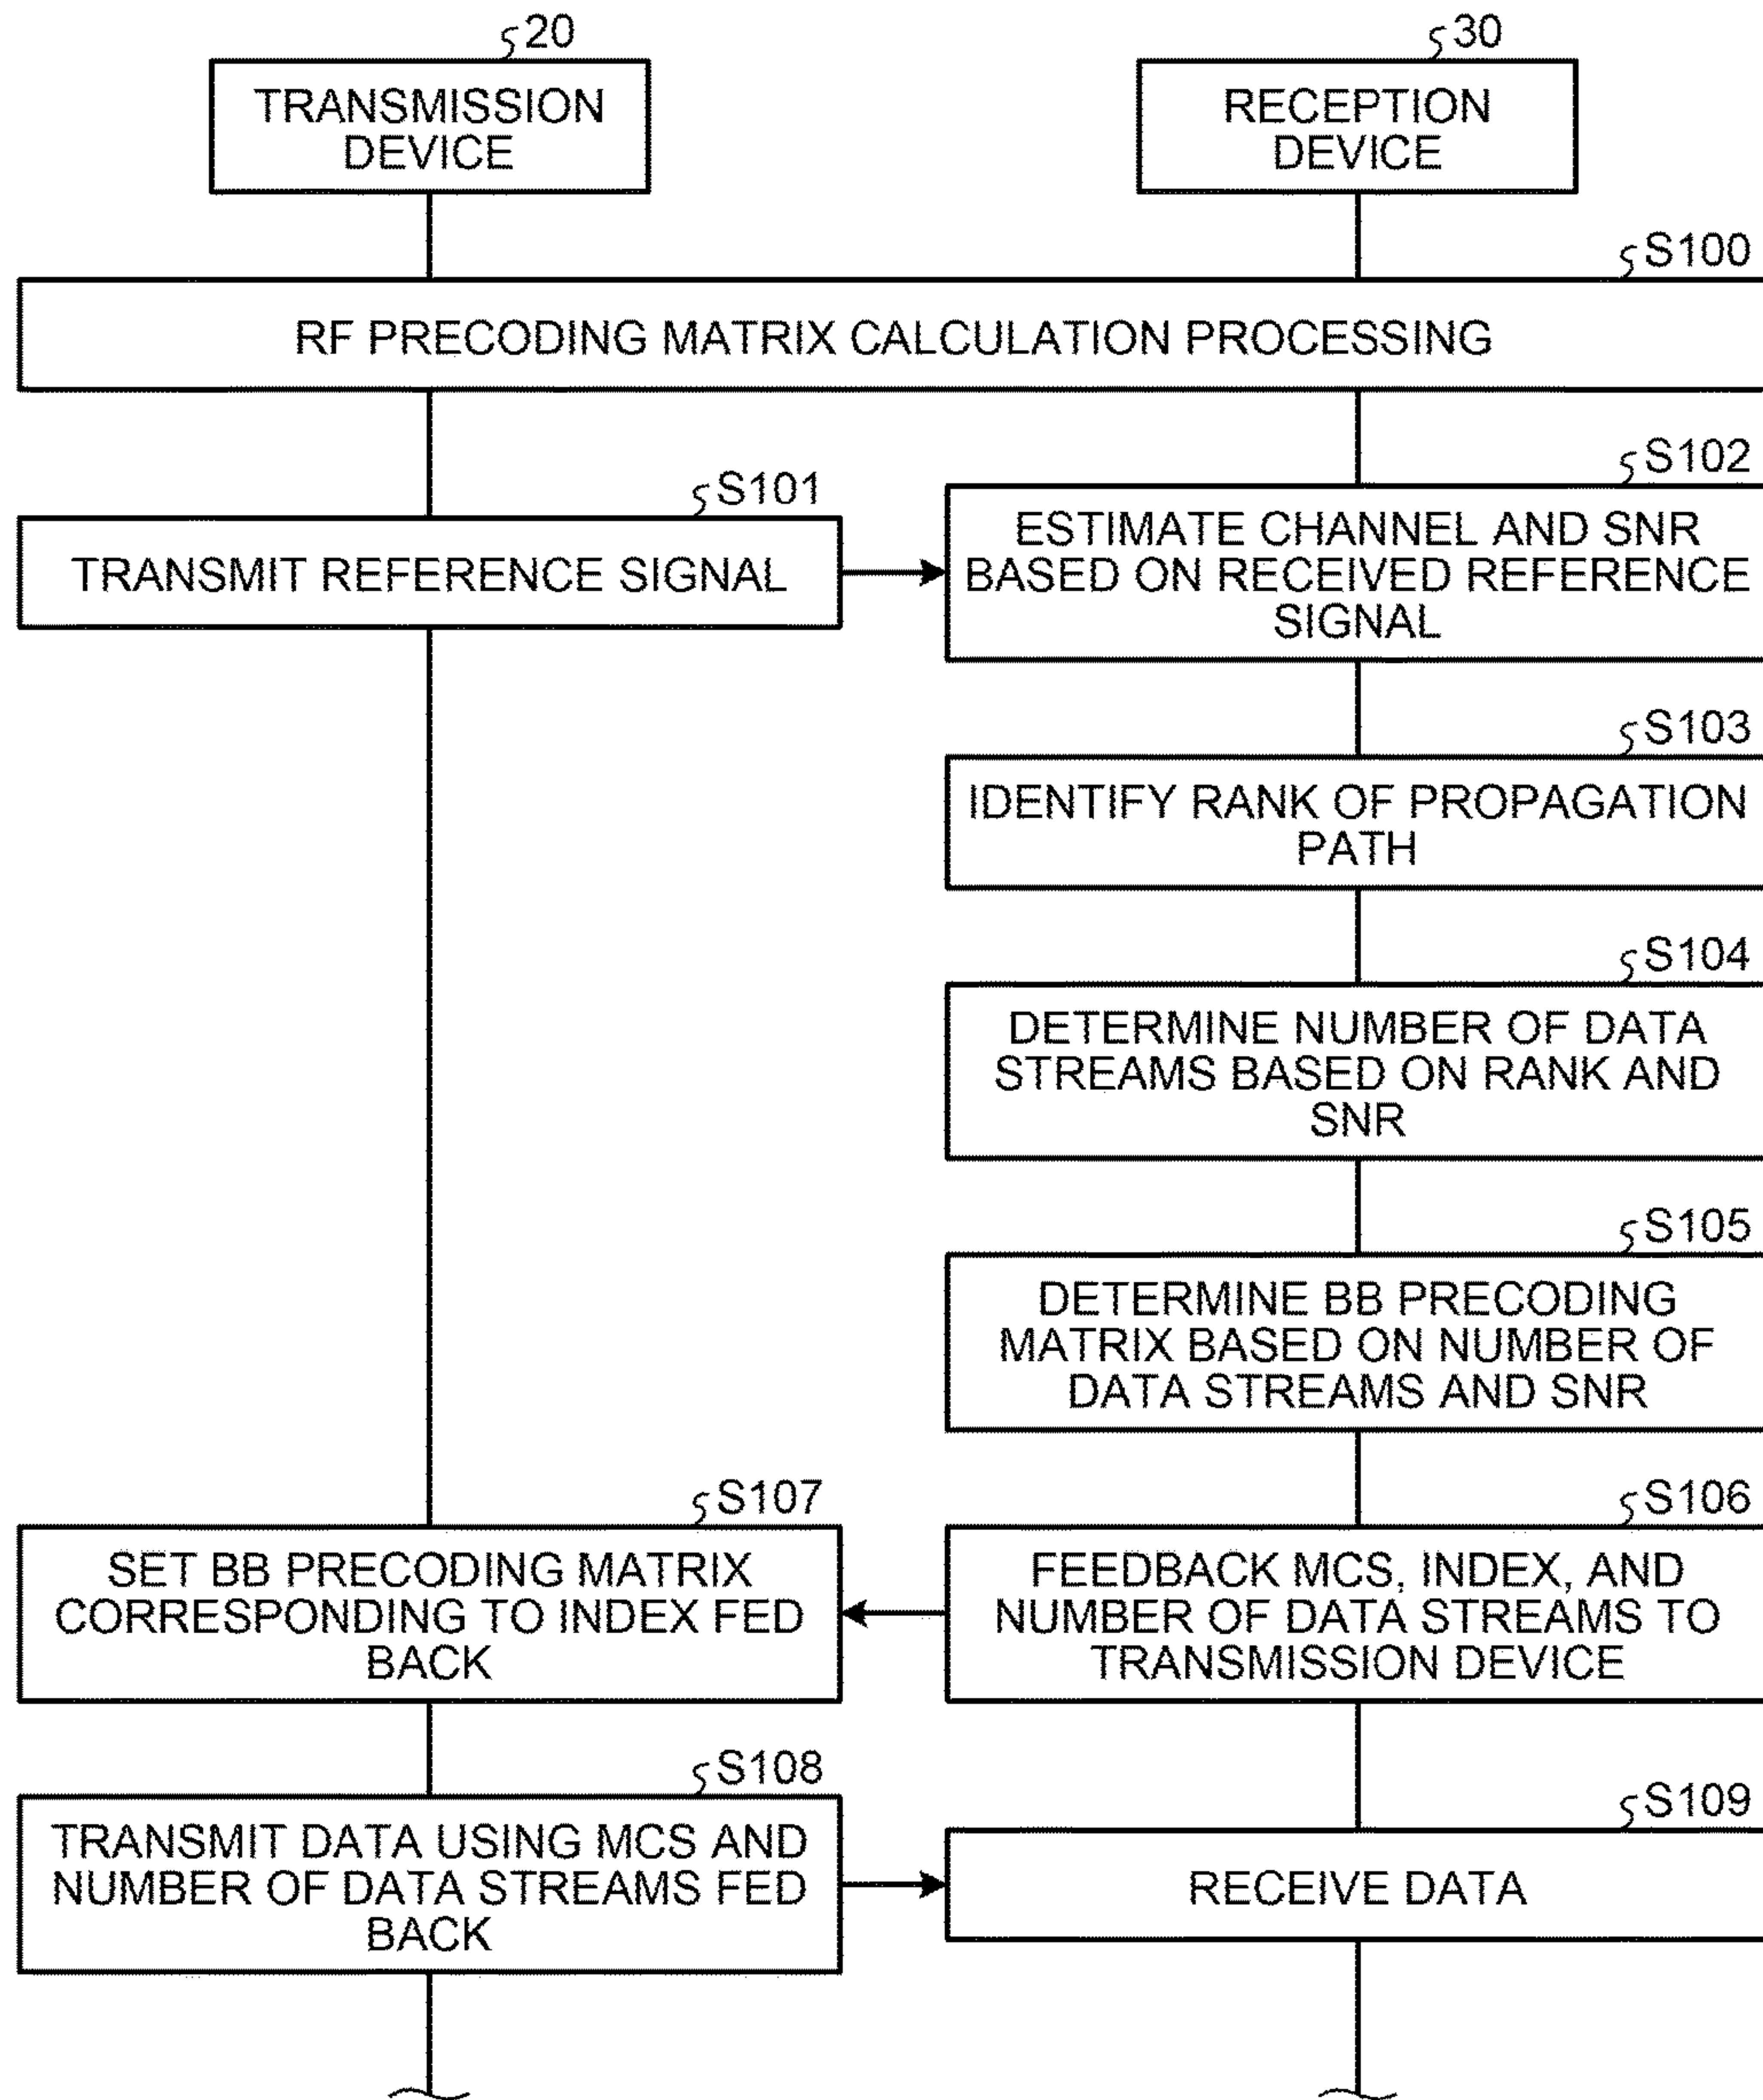 20
30
TRANSMISSION
DEVICE
RECEPTION
DEVICE
S100
RF PRECODING MATRIX CALCULATION PROCESSING
S101
TRANSMIT REFERENCE SIGNAL
S102
ESTIMATE CHANNEL AND SNR
BASED ON RECEIVED REFERENCE
SIGNAL
S103
IDENTIFY RANK OF PROPAGATION
PATH
S104
DETERMINE NUMBER OF DATA
STREAMS BASED ON RANK AND
SNR
S105
DETERMINE BB PRECODING
MATRIX BASED ON NUMBER OF
DATA STREAMS AND SNR
S106
FEEDBACK MCS, INDEX, AND
NUMBER OF DATA STREAMS TO
TRANSMISSION DEVICE
S107
SET BB PRECODING MATRIX
CORRESPONDING TO INDEX FED
BACK
S108
TRANSMIT DATA USING MCS AND
NUMBER OF DATA STREAMS FED
BACK
S109
RECEIVE DATA